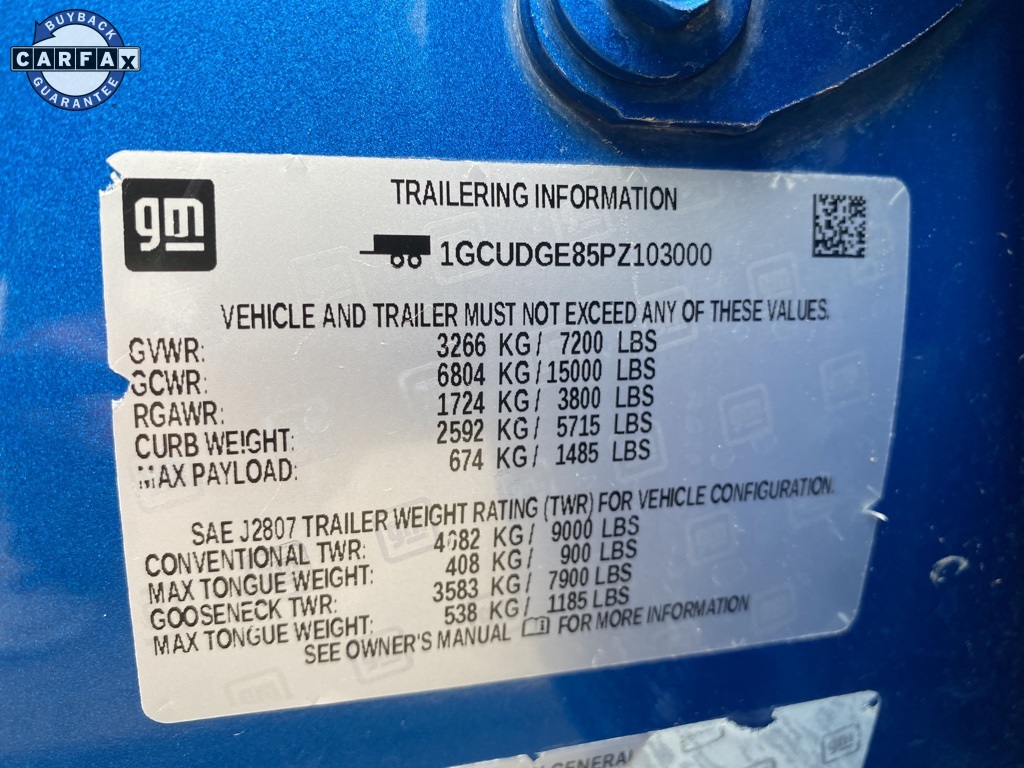 BUYBACK
CARFAX
GUARANTEE
gm
TRAILERING INFORMATION
1GCUDGE85PZ103000
VEHICLE AND TRAILER MUST NOT EXCEED ANY OF THESE VALUES.
GVWR: 3266 KG/ 7200 LBS
GCWR: 6804 KG/15000 LBS
RGAWR: 1724 KG/ 3800 LBS
CURB WEIGHT: 2592 KG/ 5715 LBS
MAX PAYLOAD: 674 KG/ 1485 LBS
SAE J2807 TRAILER WEIGHT RATING (TWR) FOR VEHICLE CONFIGURATION.
CONVENTIONAL TWR: 4082 KG/ 9000 LBS
MAX TONGUE WEIGHT: 408 KG/ 900 LBS
GOOSENECK TWR: 3583 KG/ 7900 LBS
MAX TONGUE WEIGHT: 538 KG/ 1185 LBS
SEE OWNER'S MANUAL FOR MORE INFORMATION
GENERAL
gm